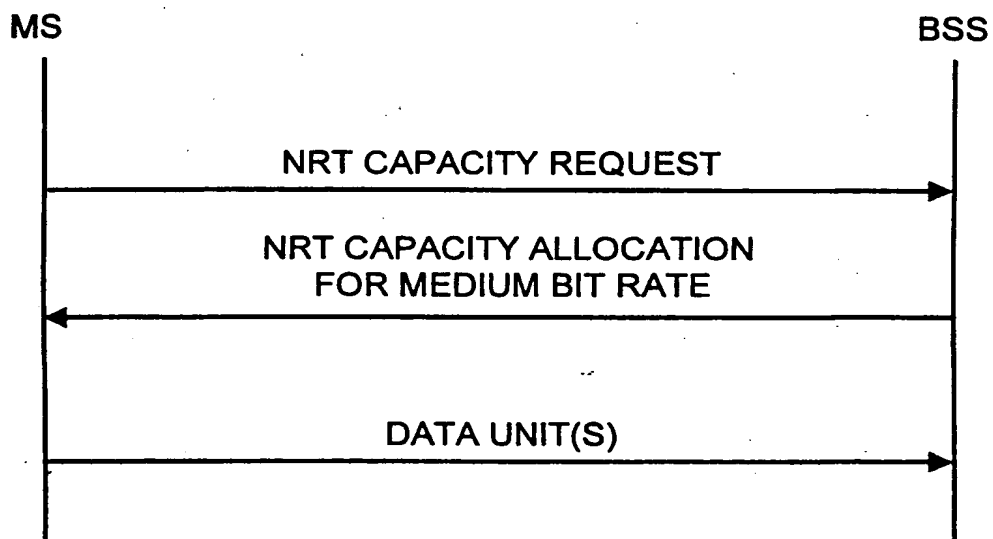 MS
BSS
NRT CAPACITY REQUEST
NRT CAPACITY ALLOCATION
FOR MEDIUM BIT RATE
DATA UNIT(S)